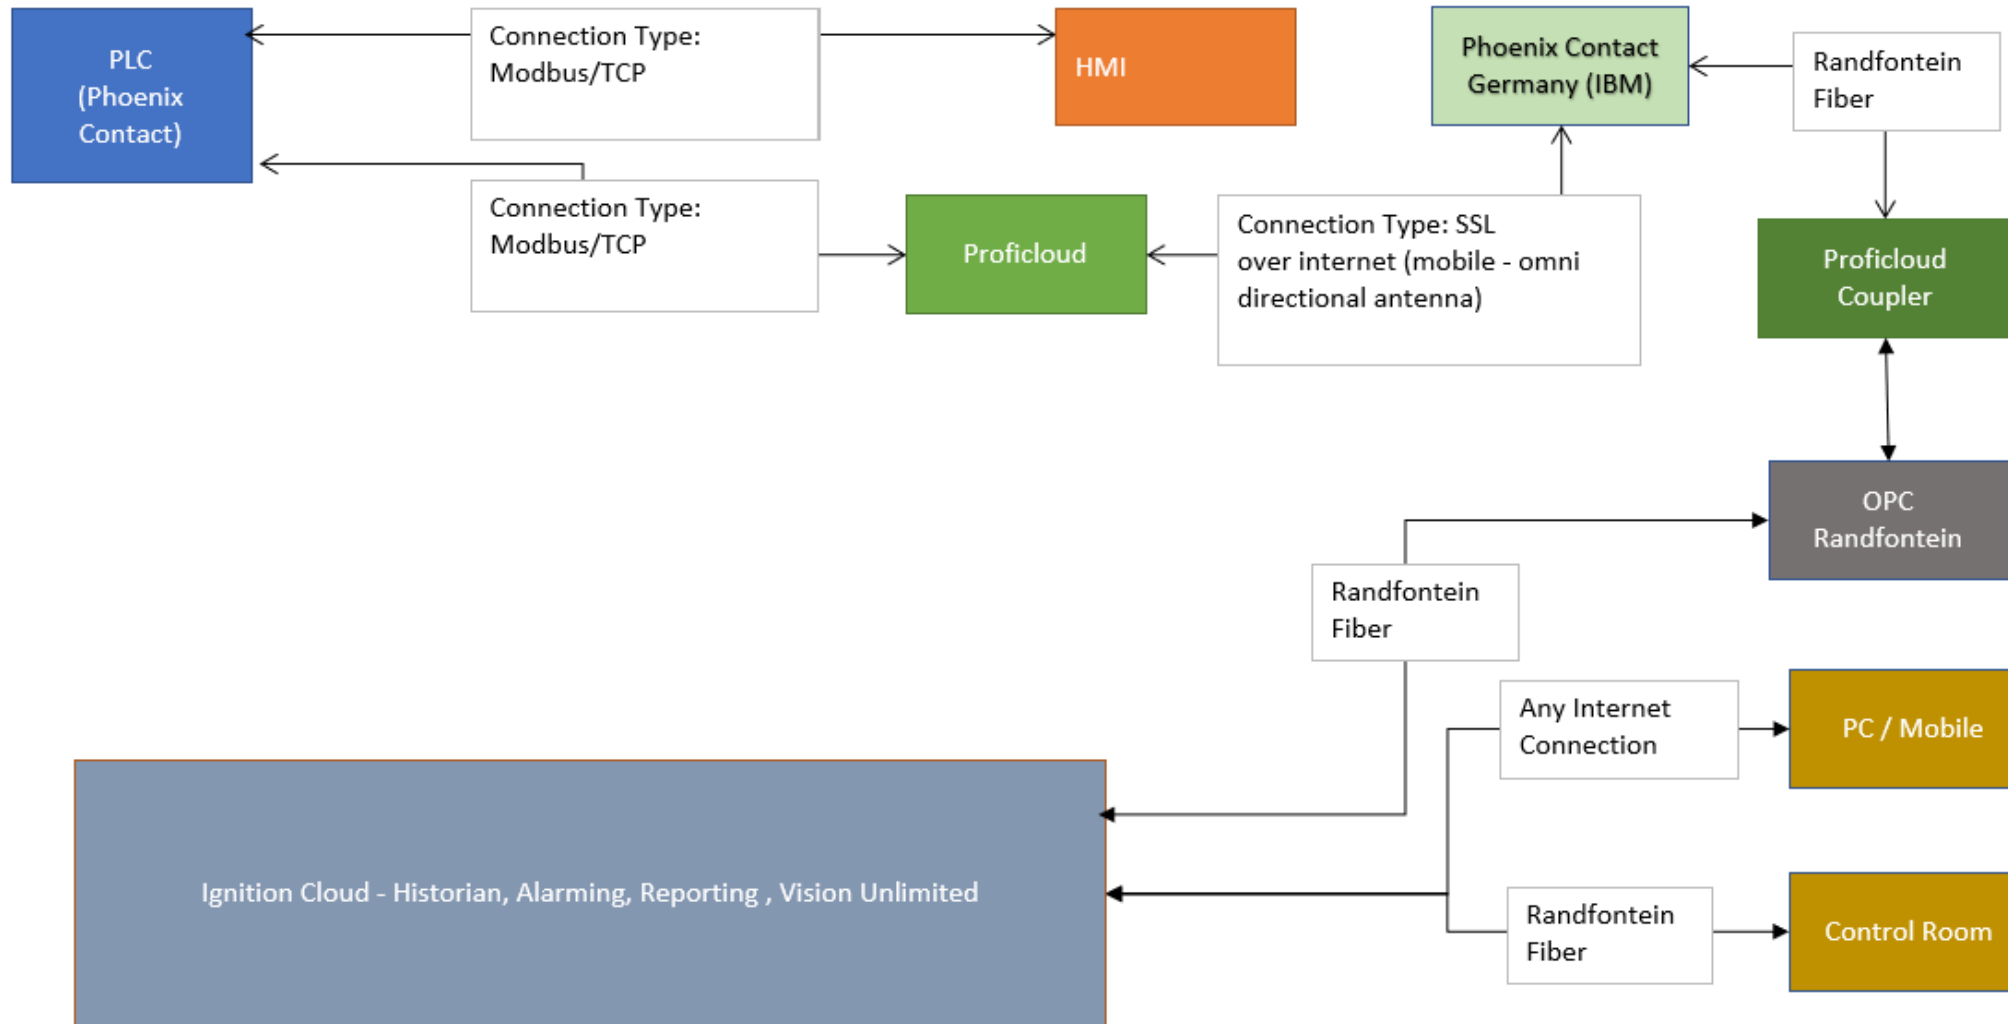 PLC
(Phoenix
Contact)
Connection Type:
Modbus/TCP
HMI
Phoenix Contact
Germany (IBM)
Randfontein
Fiber
Connection Type:
Modbus/TCP
Proficloud
Connection Type: SSL
over internet (mobile - omni
directional antenna)
Proficloud
Coupler
OPC
Randfontein
Randfontein
Fiber
Any Internet
Connection
PC / Mobile
Ignition Cloud - Historian, Alarming, Reporting , Vision Unlimited
Randfontein
Fiber
Control Room